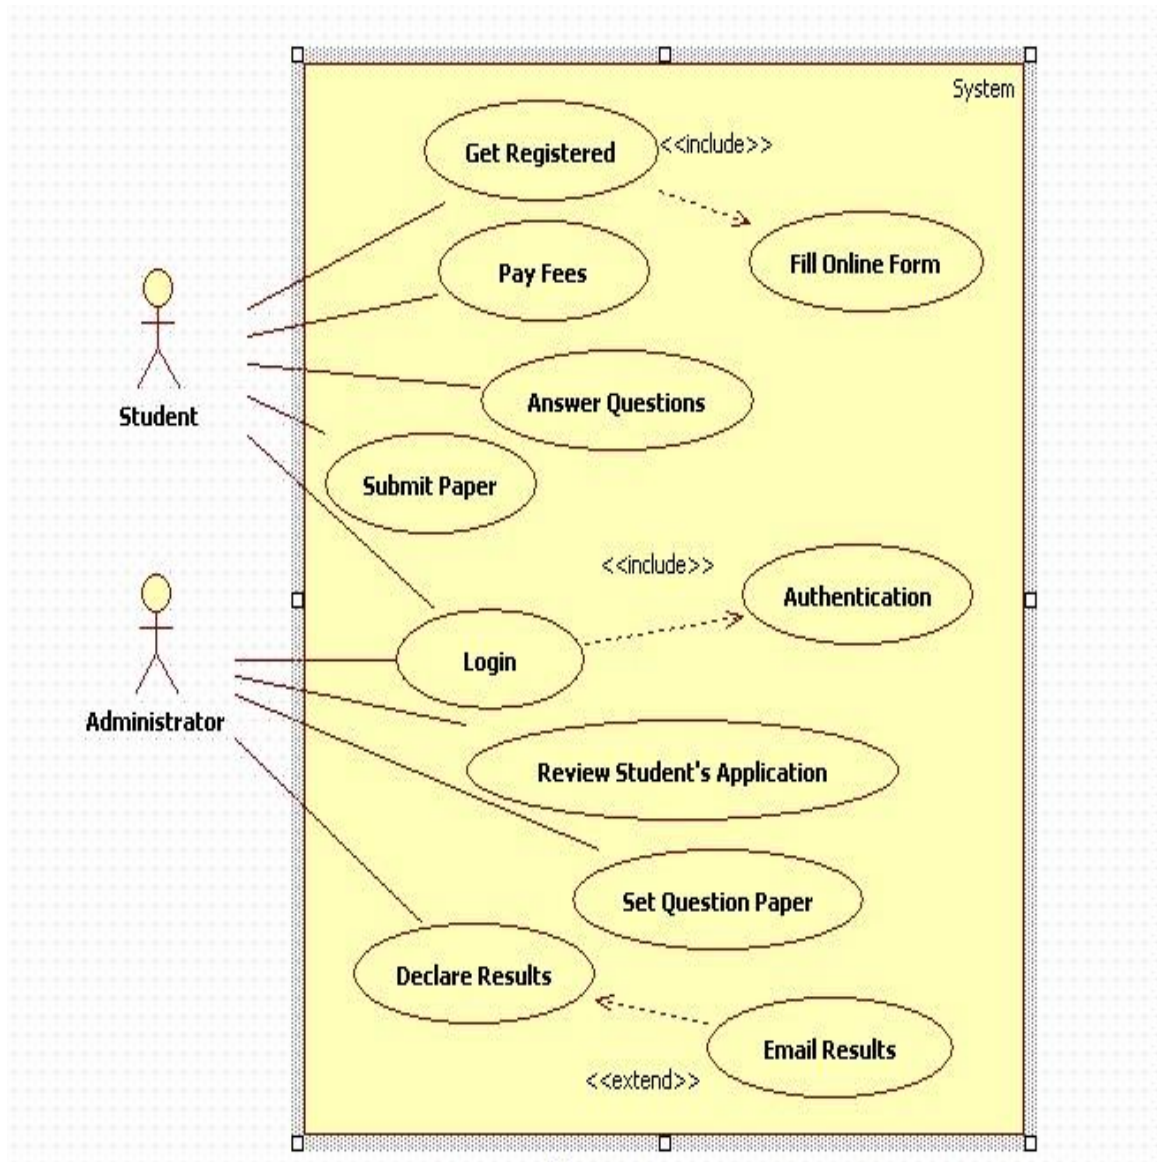 System
Get Registered
<<include>>
Fill Online Form
Pay Fees
Answer Questions
Student
Submit Paper
<<include>>
Authentication
Login
Administrator
Review Student's Application
Set Question Paper
Declare Results
Email Results
<<extend>>